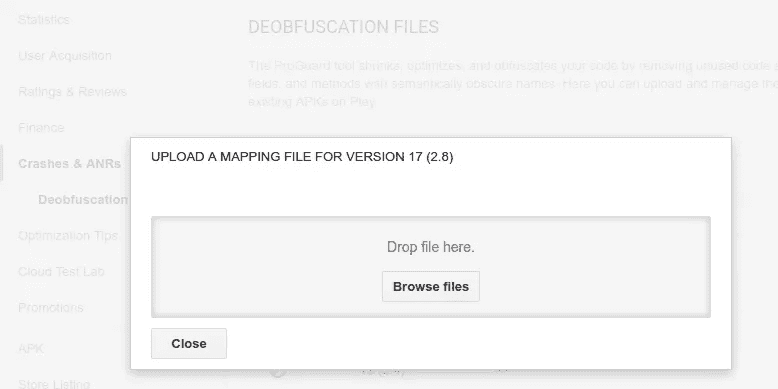 Statistics
DEOBFUSCATION FILES
User Acquisition
The ProGuard tool shrinks, optimizes, and obfuscates your code by removing unused code
Ratings & Reviews
fields, and methods with semantically obscure names. Here you can upload and manage the
existing APKs on Play.
Finance
UPLOAD A MAPPING FILE FOR VERSION 17 (2.8)
Crashes & ANRs
Deobfuscation
Optimization Tips
Drop file here.
Cloud Test Lab
Browse files
Promotions
Close
APK
Store Listing